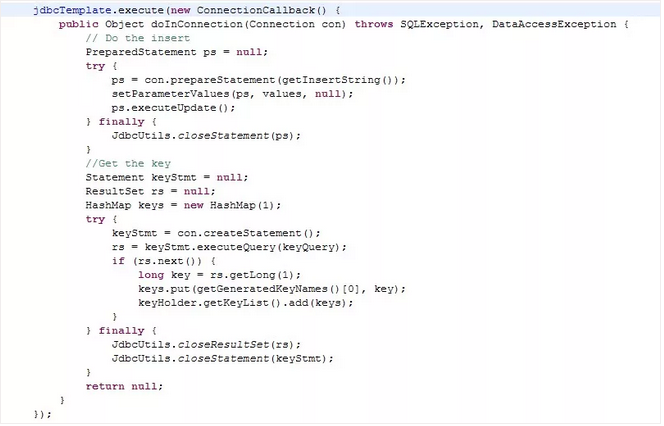 jdbcTemplate.execute(new ConnectionCallback() {
public Object doInConnection(Connection con) throws SQLException, DataAccessException {
// Do the insert
PreparedStatement ps = null;
try {
ps = con.prepareStatement(getInsertString());
setParameterValues(ps, values, null);
ps.executeUpdate();
} finally {
JdbcUtils.closeStatement(ps);
}
//Get the key
Statement keyStmt = null;
ResultSet rs = null;
HashMap keys = new HashMap(1);
try {
keyStmt = con.createStatement();
rs = keyStmt.executeQuery(keyQuery);
if (rs.next()) {
long key = rs.getLong(1);
keys.put(getGeneratedKeyNames()[0], key);
keyHolder.getKeyList().add(keys);
}
} finally {
JdbcUtils.closeResultSet(rs);
JdbcUtils.closeStatement(keyStmt);
}
return null;
}
});